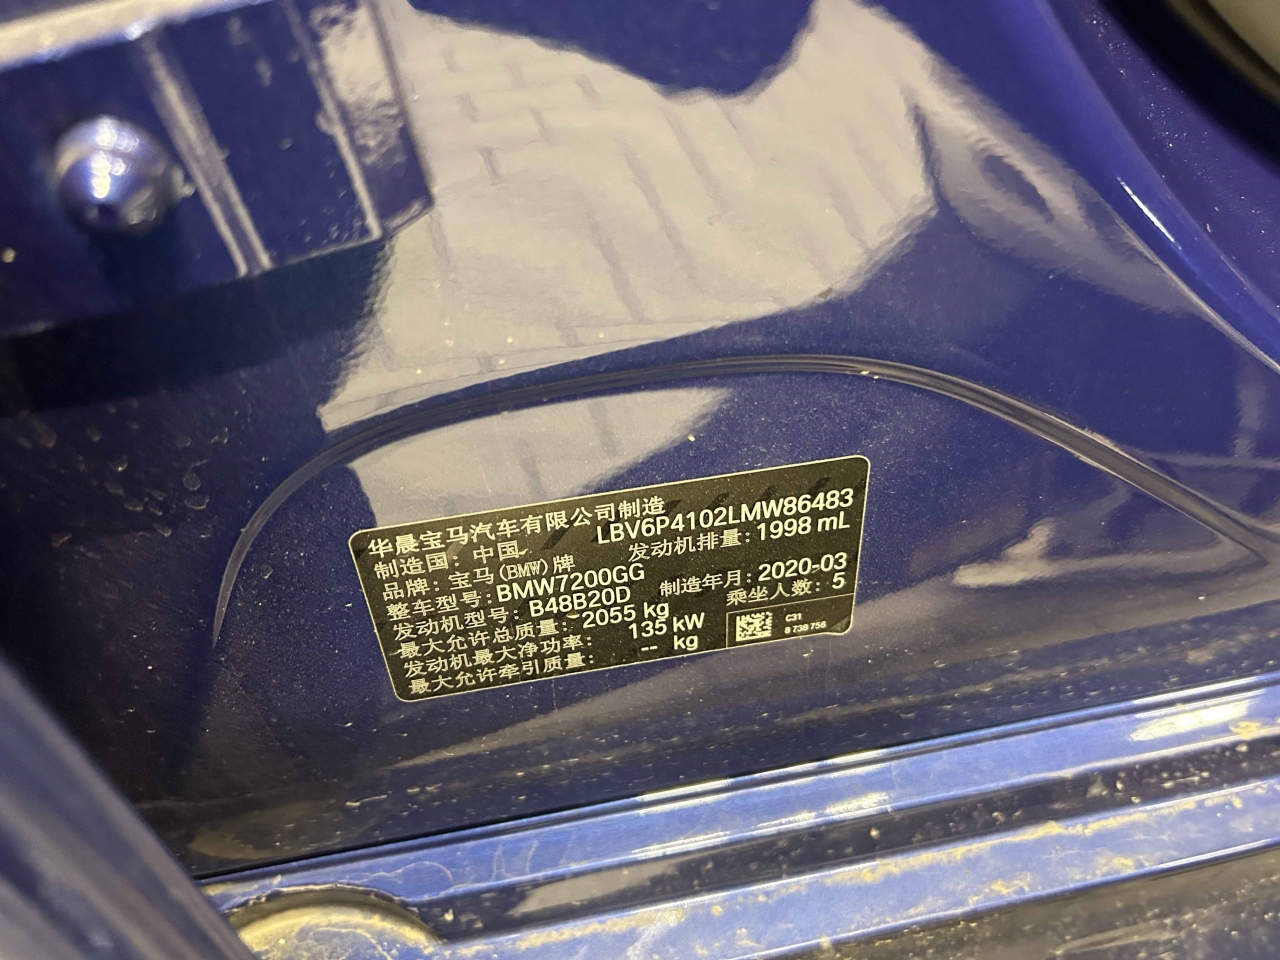 华晨宝马汽车有限公司制造
LBV6P4102LMW86483
制造国：中国 发动机排量：1998 mL
品牌：宝马(BMW)牌
整车型号：BMW7200GG 制造年月：2020-03
发动机型号：B48B20D 乘坐人数：5
最大允许总质量：2055 kg
发动机最大净功率：135 kW
最大允许牵引质量：-- kg
C31
8 738 756